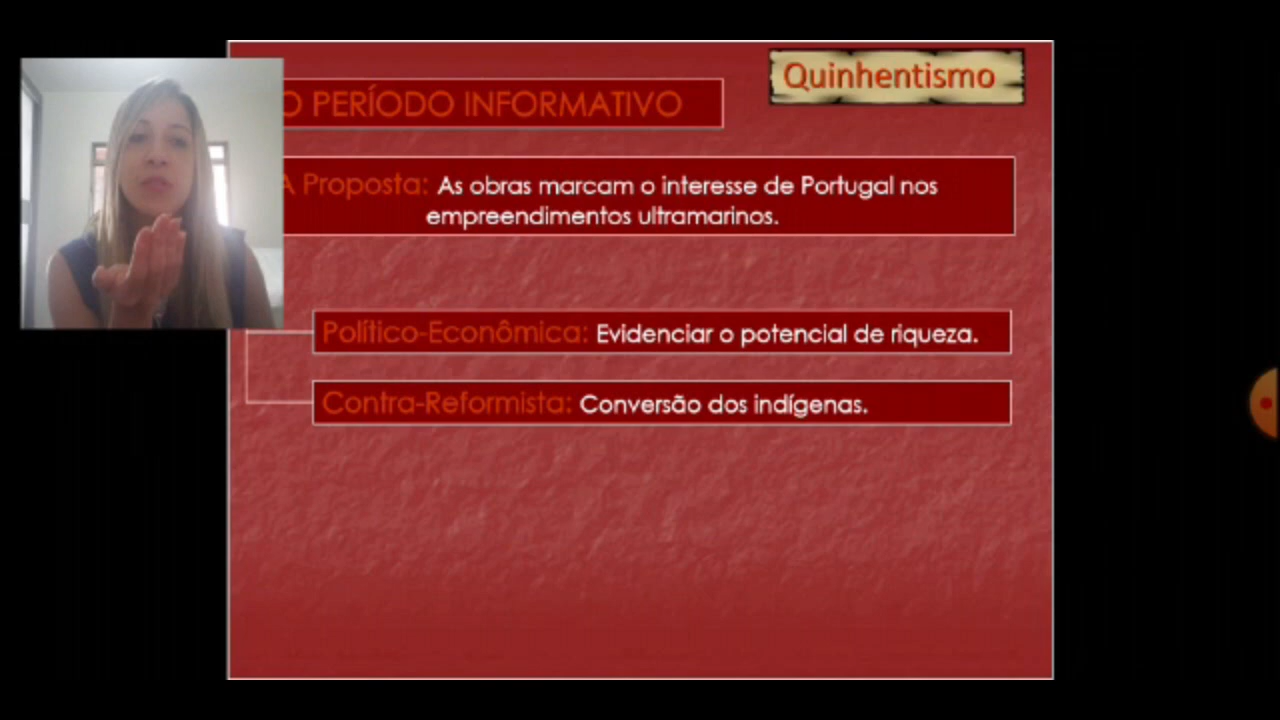 Quinhentismo
O PERÍODO INFORMATIVO
A Proposta: As obras marcam o interesse de Portugal nos
empreendimentos ultramarinos.
Político-Econômica: Evidenciar o potencial de riqueza.
Contra-Reformista: Conversão dos indígenas.